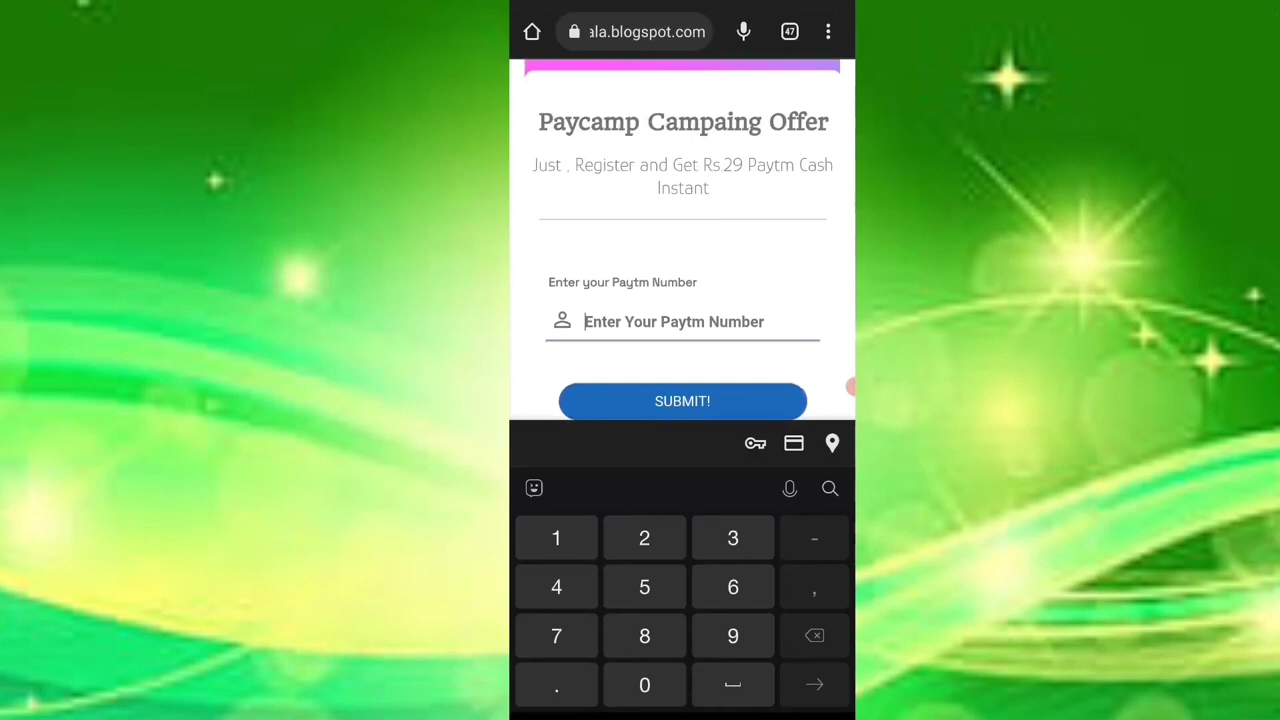 ala.blogspot.com
47
Paycamp Campaing Offer
Just , Register and Get Rs.29 Paytm Cash
Instant
Enter your Paytm Number
Enter Your Paytm Number
SUBMIT!
1 2 3 -
4 5 6 ,
7 8 9
. 0